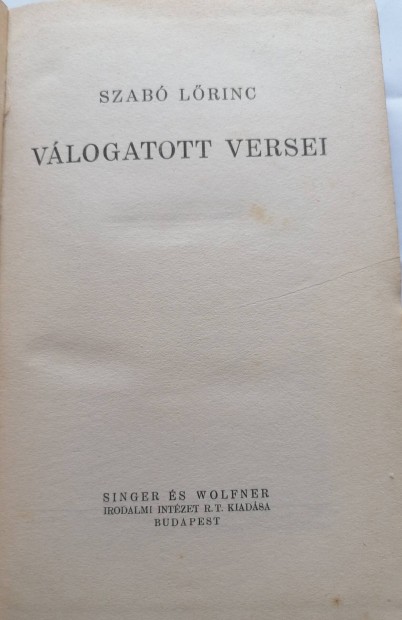 SZABÓ LŐRINC
VÁLOGATOTT VERSEI
SINGER ÉS WOLFNER
IRODALMI INTÉZET R.T. KIADÁSA
BUDAPEST